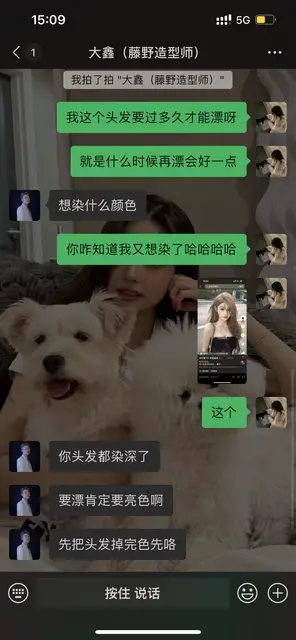 15:09
5G
1
大鑫（藤野造型师）
我拍了拍 "大鑫（藤野造型师）"
我这个头发要过多久才能漂呀
就是什么时候再漂会好一点
想染什么颜色
你咋知道我又想染了哈哈哈哈
这个
你头发都染深了
要漂肯定要亮色啊
先把头发掉完色先咯
按住 说话